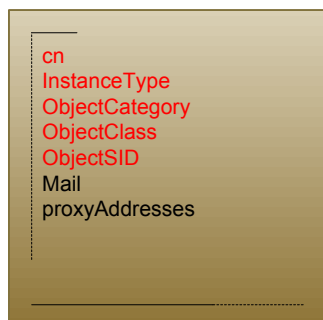 cn
InstanceType
ObjectCategory
ObjectClass
ObjectSID
Mail
proxyAddresses